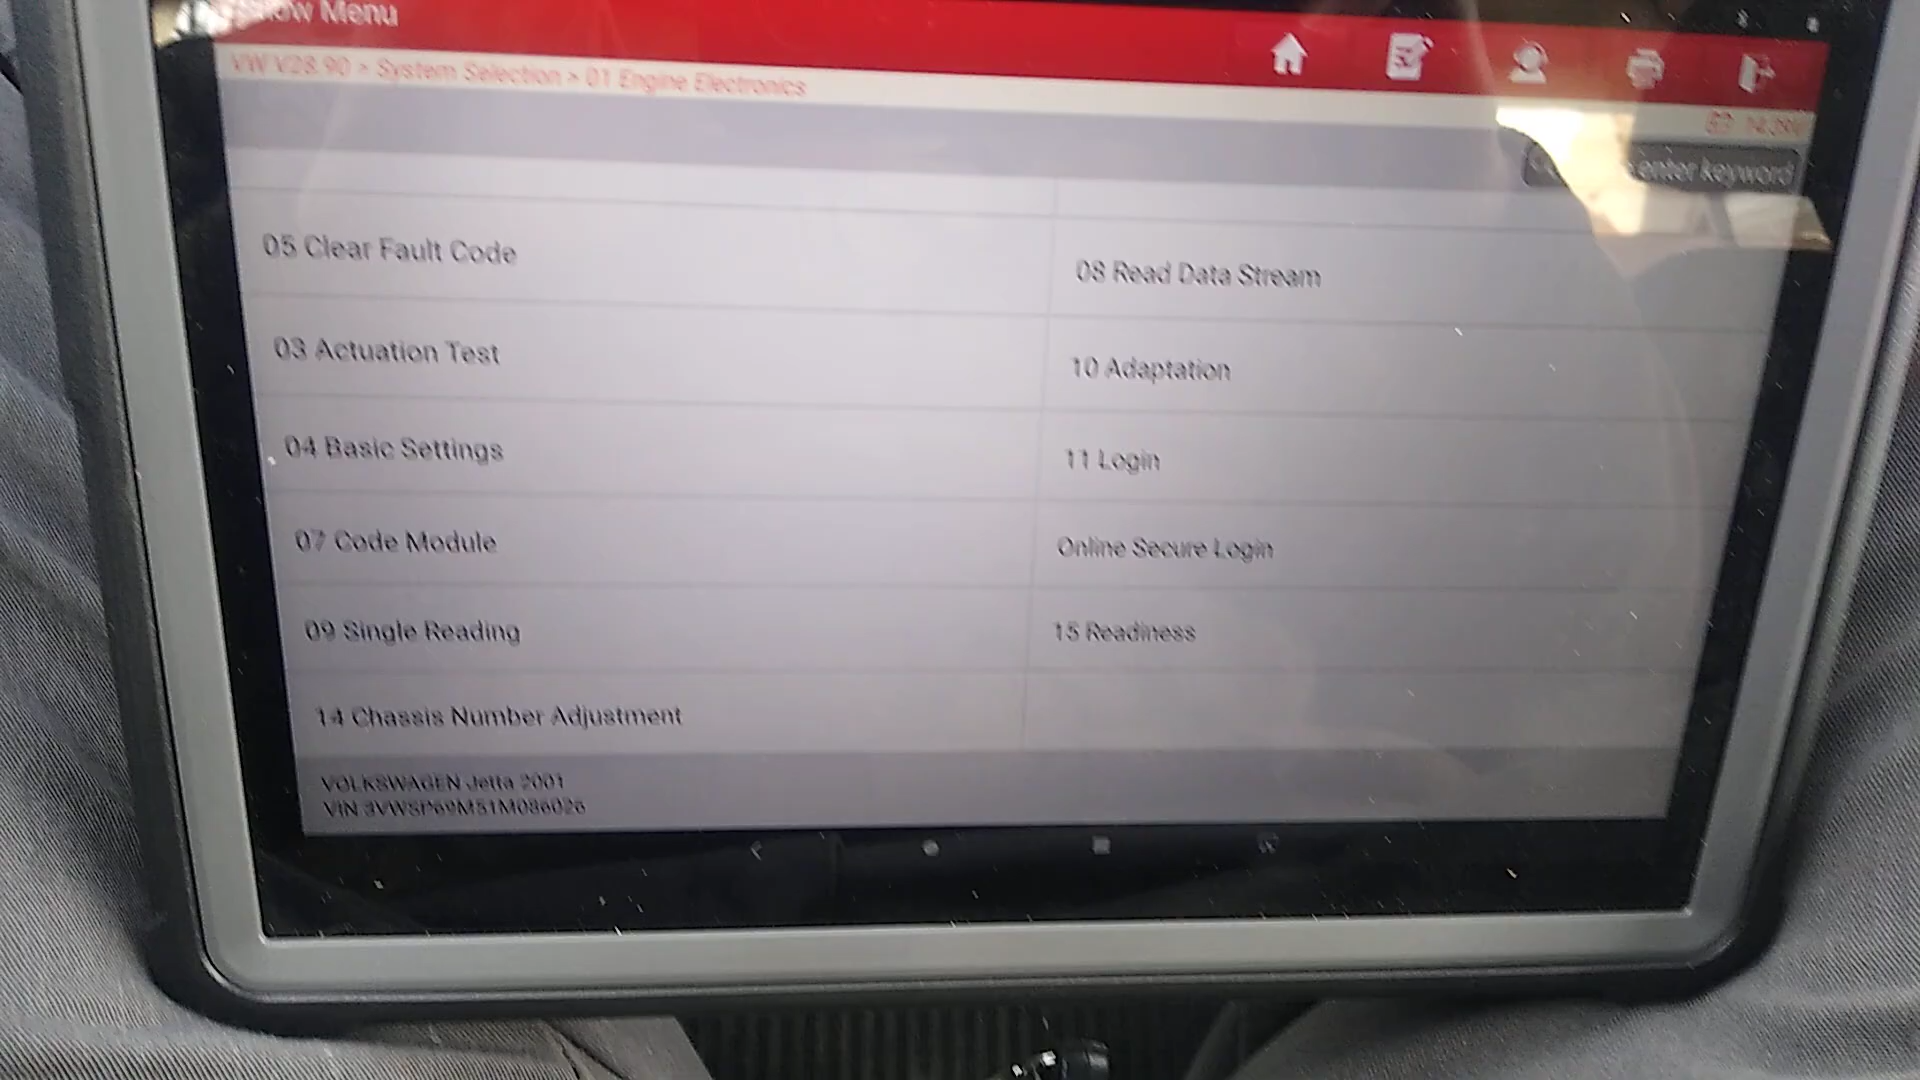 Menu
VW V28.90 > System Selection > 01 Engine Electronics
enter keyword
05 Clear Fault Code
08 Read Data Stream
03 Actuation Test
10 Adaptation
04 Basic Settings
11 Login
07 Code Module
Online Secure Login
09 Single Reading
15 Readiness
14 Chassis Number Adjustment
VOLKSWAGEN Jetta 2001
VIN 3VWSP69M51M086026